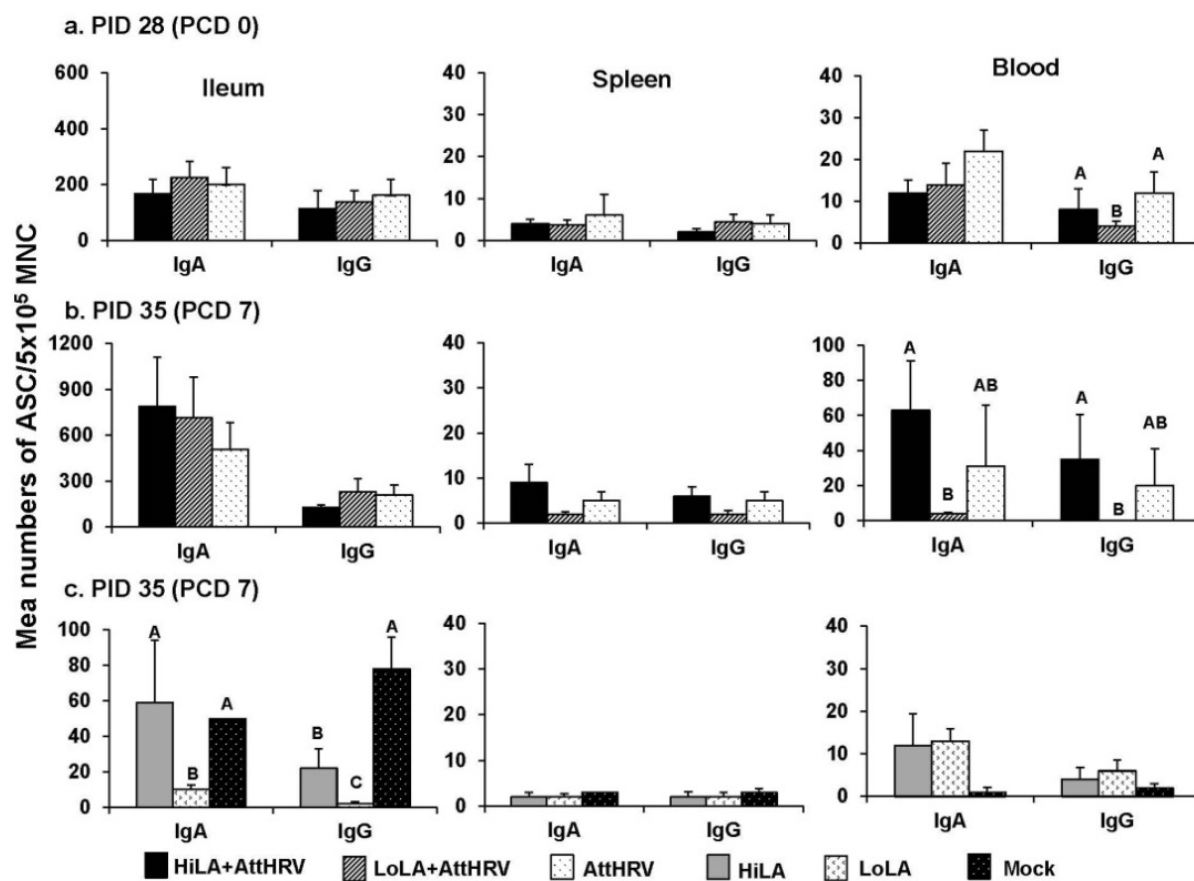 a. PID 28 (PCD 0)
Ileum
Spleen
Blood
Mea numbers of ASC/5x10⁵ MNC
600
400
200
0
IgA
IgG
40
30
20
10
0
IgA
IgG
40
30
20
10
0
A
B
A
IgA
IgG
b. PID 35 (PCD 7)
1200
900
600
300
0
IgA
IgG
40
30
20
10
0
IgA
IgG
100
80
60
40
20
0
A
B
AB
A
B
AB
IgA
IgG
c. PID 35 (PCD 7)
100
80
60
40
20
0
A
B
A
B
C
A
IgA
IgG
40
30
20
10
0
IgA
IgG
40
30
20
10
0
IgA
IgG
HiLA+AttHRV LoLA+AttHRV AttHRV HiLA LoLA Mock